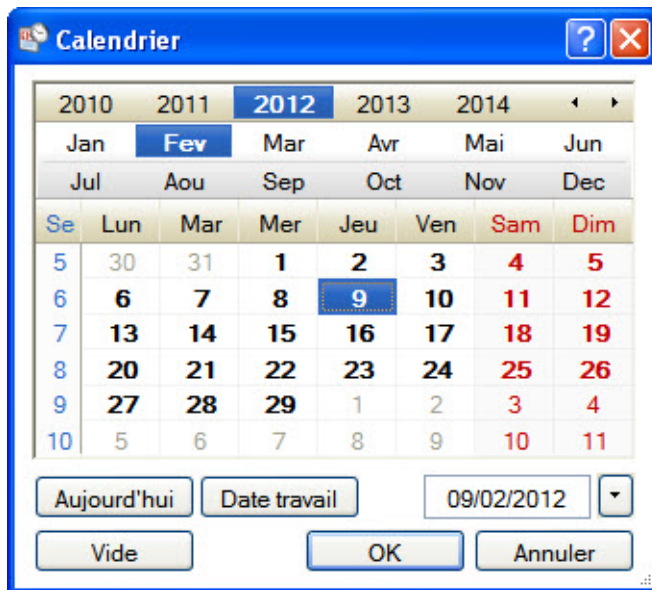 Calendrier
2010 2011 2012 2013 2014
Jan Fev Mar Avr Mai Jun
Jul Aou Sep Oct Nov Dec
Se Lun Mar Mer Jeu Ven Sam Dim
5 30 31 1 2 3 4 5
6 6 7 8 9 10 11 12
7 13 14 15 16 17 18 19
8 20 21 22 23 24 25 26
9 27 28 29 1 2 3 4
10 5 6 7 8 9 10 11
Aujourd'hui Date travail 09/02/2012
Vide OK Annuler